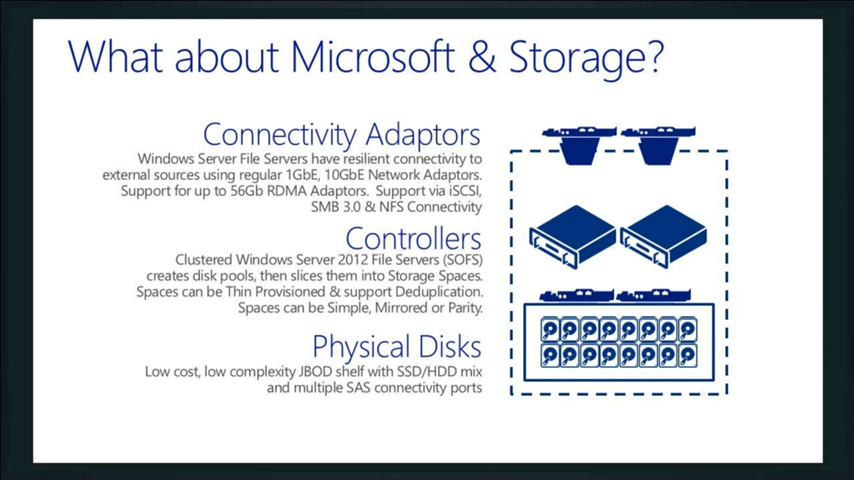 What about Microsoft & Storage?
Connectivity Adaptors
Windows Server File Servers have resilient connectivity to
external sources using regular 1GbE, 10GbE Network Adaptors.
Support for up to 56Gb RDMA Adaptors. Support via iSCSI,
SMB 3.0 & NFS Connectivity
Controllers
Clustered Windows Server 2012 File Servers (SOFS)
creates disk pools, then slices them into Storage Spaces.
Spaces can be Thin Provisioned & support Deduplication.
Spaces can be Simple, Mirrored or Parity.
Physical Disks
Low cost, low complexity JBOD shelf with SSD/HDD mix
and multiple SAS connectivity ports